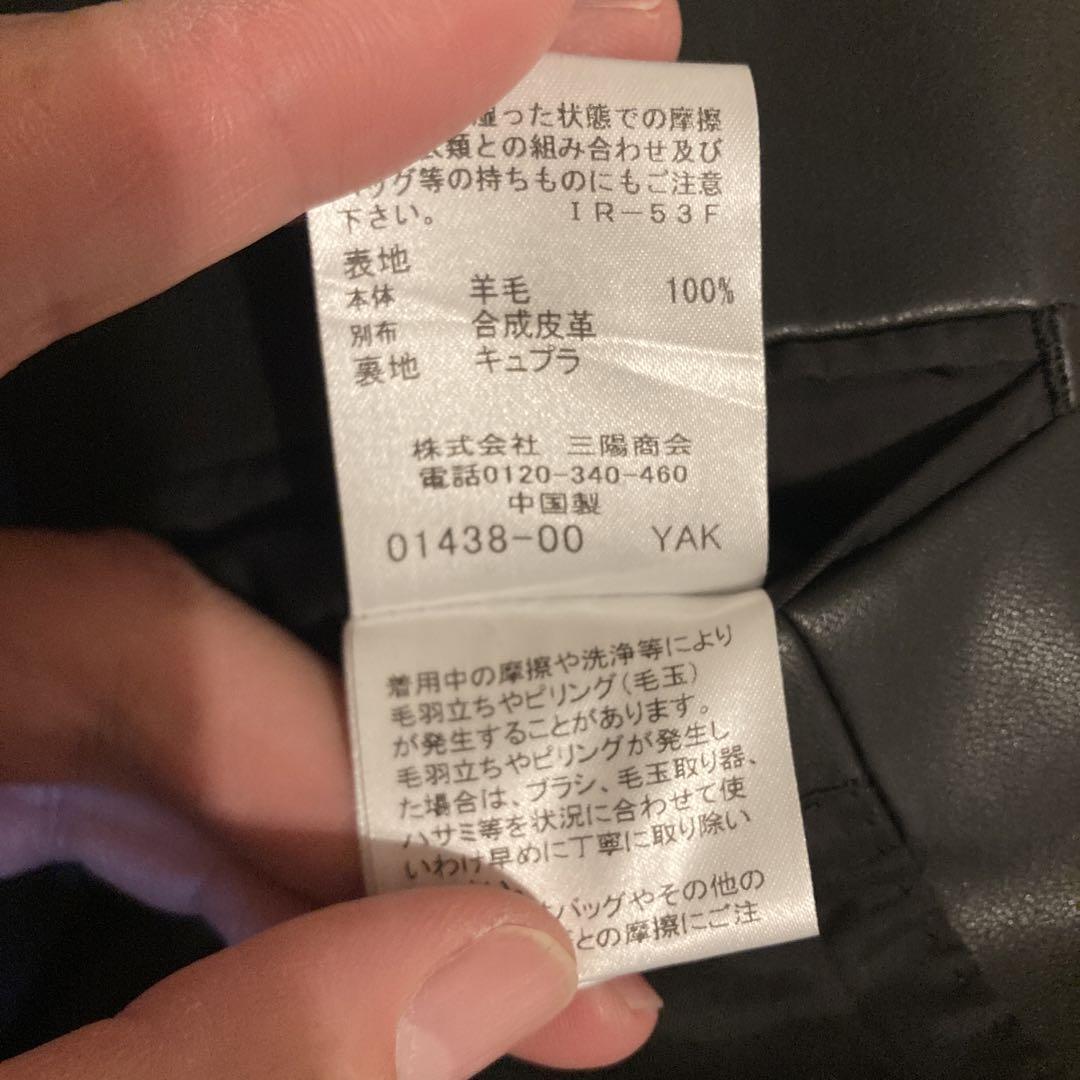 湿った状態での摩擦
衣類との組み合わせ及び
バッグ等の持ちものにもご注意
下さい。 IR-53F
表地
本体 羊毛 100%
別布 合成皮革
裏地 キュプラ
株式会社 三陽商会
電話0120-340-460
中国製
01438-00 YAK
着用中の摩擦や洗浄等により
毛羽立ちやピリング(毛玉)
が発生することがあります。
毛羽立ちやピリングが発生し
た場合は、ブラシ、毛玉取り器、
ハサミ等を状況に合わせて使
いわけ早めに丁寧に取り除い
バッグやその他の
との摩擦にご注